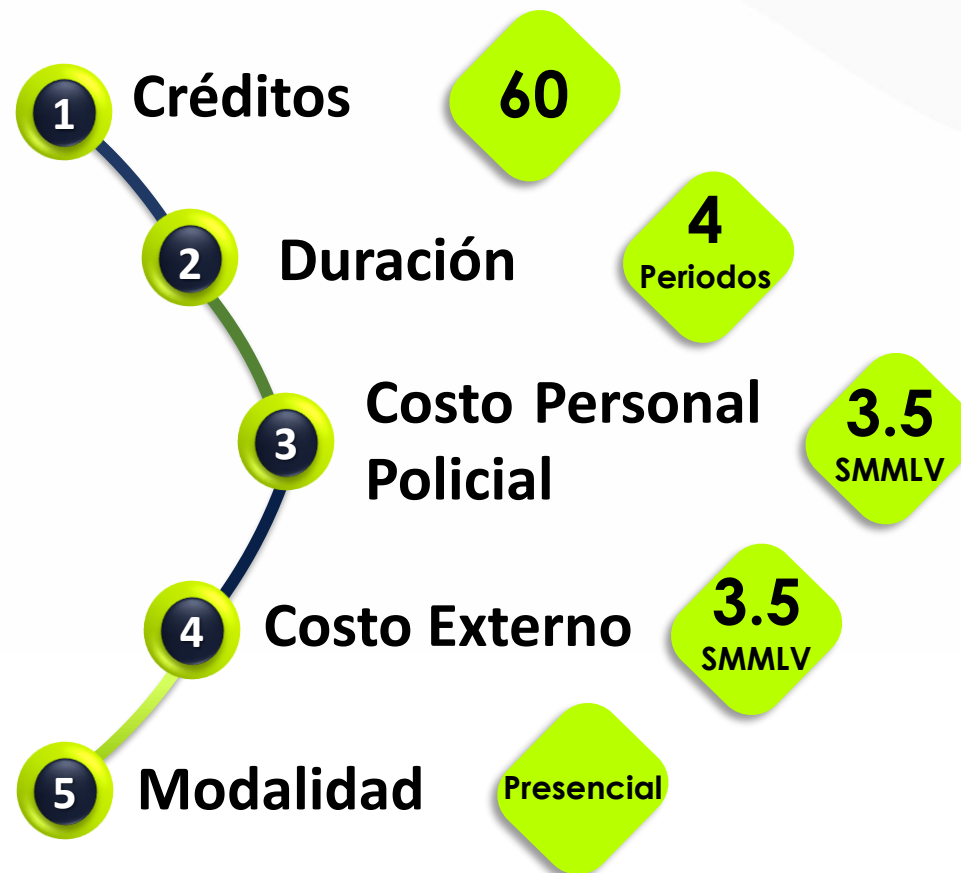 1
Créditos
60
2
Duración
4
Periodos
3
Costo Personal
Policial
3.5
SMMLV
4
Costo Externo
3.5
SMMLV
5
Modalidad
Presencial